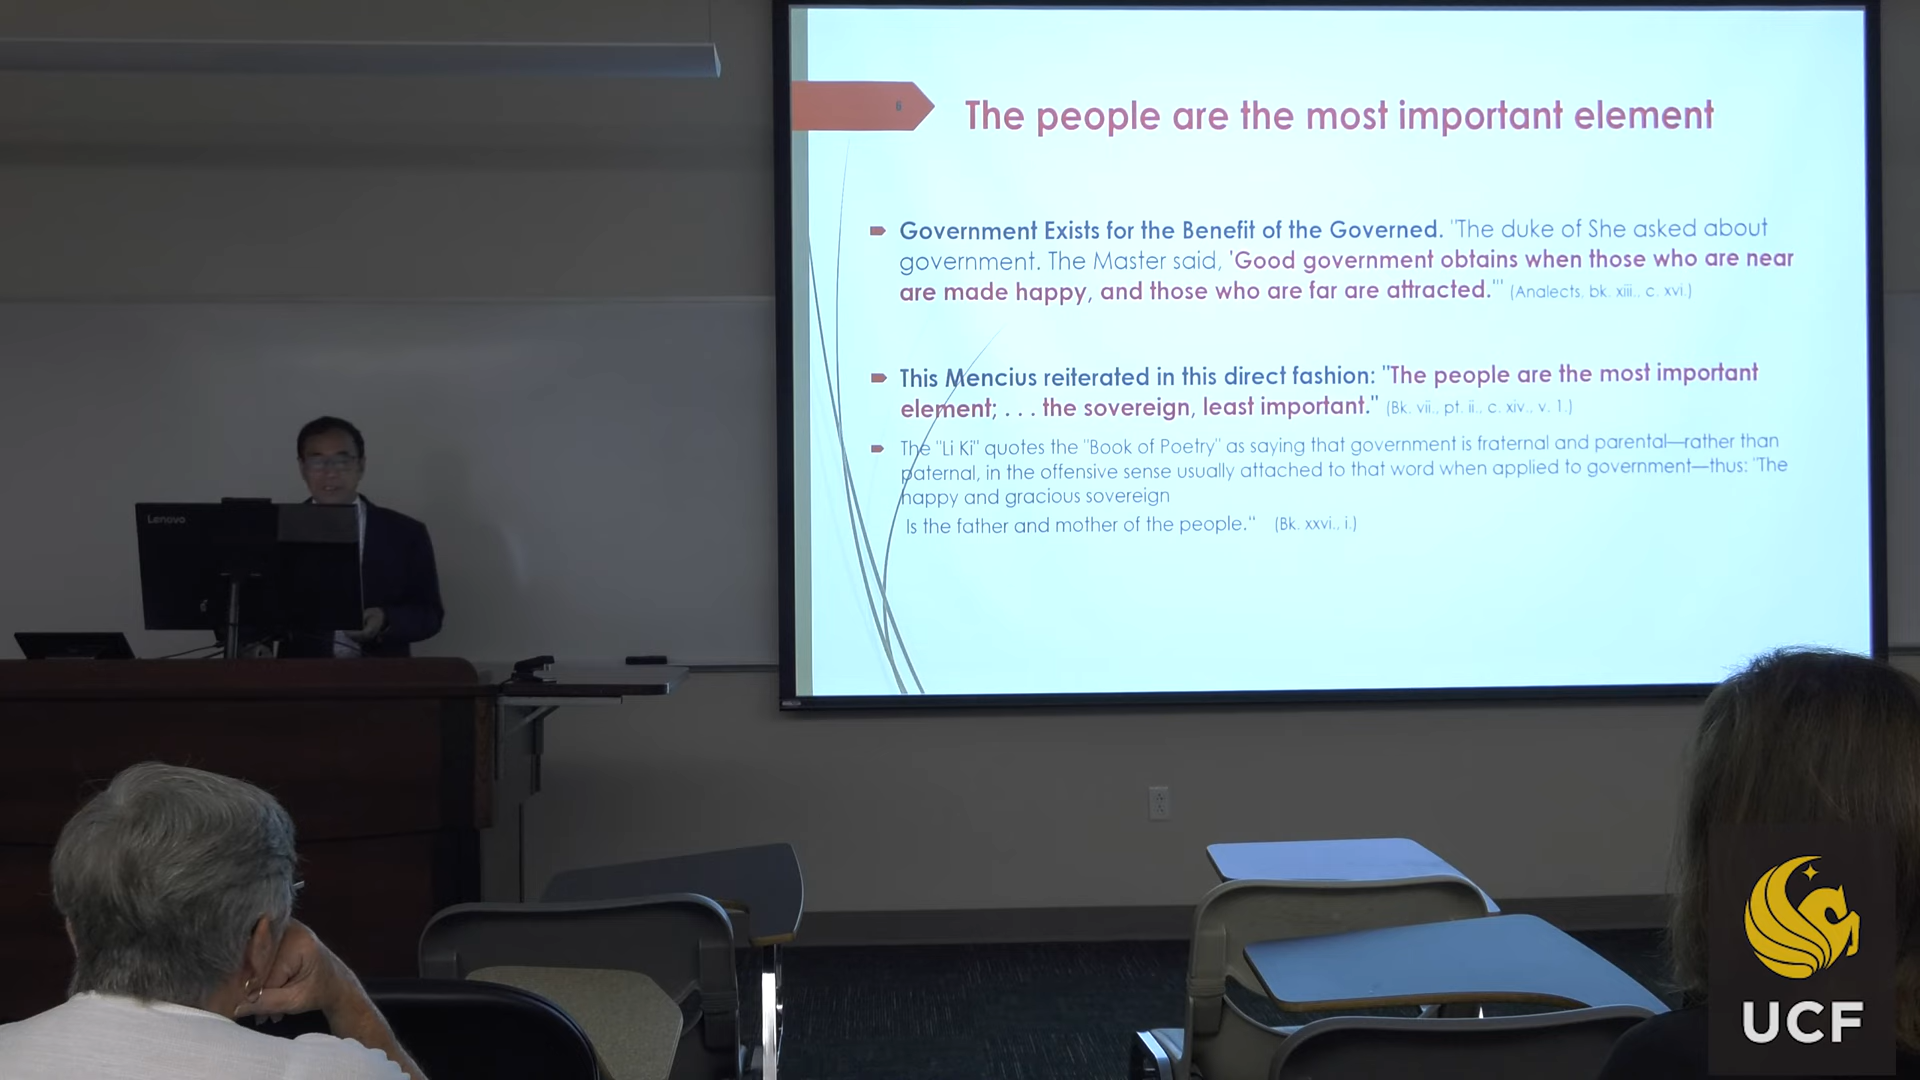 6
The people are the most important element
Government Exists for the Benefit of the Governed. "The duke of She asked about
government. The Master said, 'Good government obtains when those who are near
are made happy, and those who are far are attracted.'" (Analects, bk. xiii., c. xvi.)
This Mencius reiterated in this direct fashion: "The people are the most important
element; . . . the sovereign, least important." (Bk. vii., pt. ii., c. xiv., v. 1.)
The "Li Ki" quotes the "Book of Poetry" as saying that government is fraternal and parental—rather than
paternal, in the offensive sense usually attached to that word when applied to government—thus: "The
happy and gracious sovereign
Is the father and mother of the people." (Bk. xxvi., i.)
Lenovo
UCF